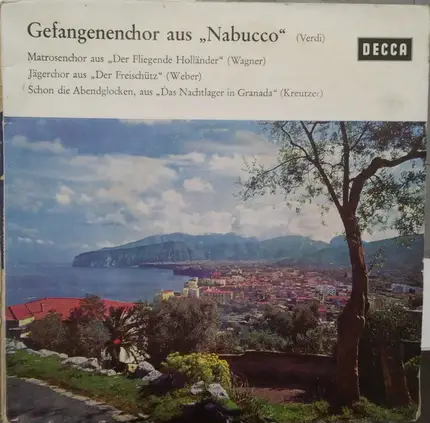 Gefangenenchor aus „Nabucco“ (Verdi)
DECCA
Matrosenchor aus „Der Fliegende Holländer“ (Wagner)
Jägerchor aus „Der Freischütz“ (Weber)
Schon die Abendglocken, aus „Das Nachtlager in Granada“ (Kreutzer)